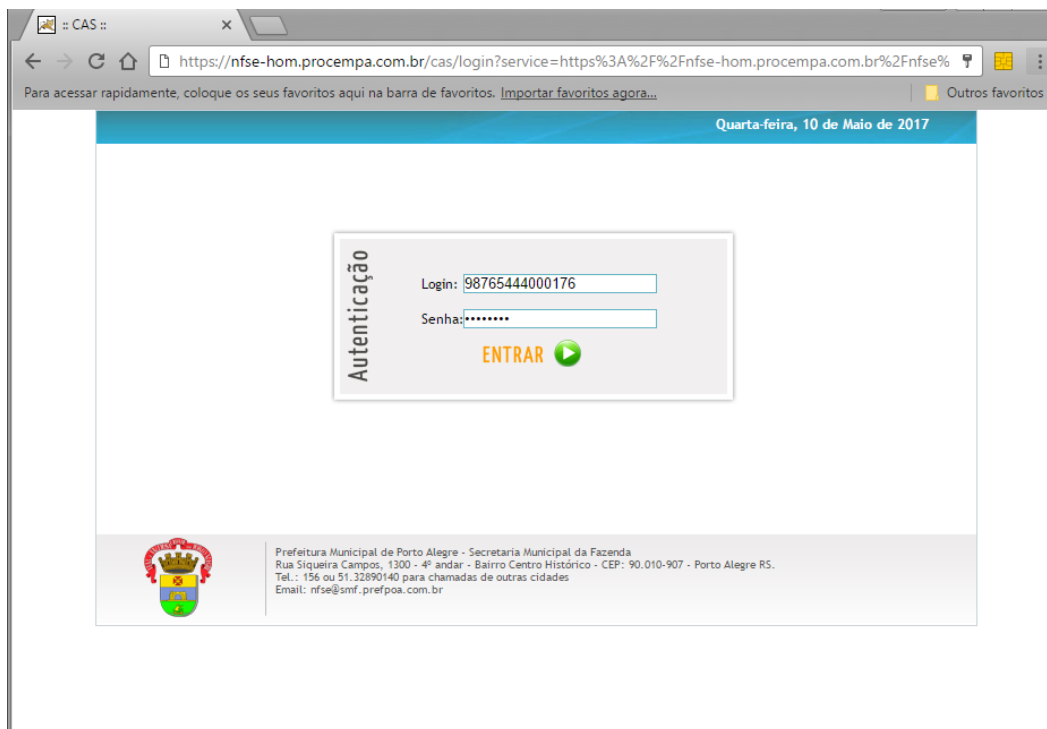 :: CAS ::
https://nfse-hom.procempa.com.br/cas/login?service=https%3A%2F%2Fnfse-hom.procempa.com.br%2Fnfse%
Para acessar rapidamente, coloque os seus favoritos aqui na barra de favoritos. Importar favoritos agora... Outros favoritos
Quarta-feira, 10 de Maio de 2017
Autenticação
Login: 98765444000176
Senha: ••••••••
ENTRAR
Prefeitura Municipal de Porto Alegre - Secretaria Municipal da Fazenda
Rua Siqueira Campos, 1300 - 4º andar - Bairro Centro Histórico - CEP: 90.010-907 - Porto Alegre RS.
Tel.: 156 ou 51.32890140 para chamadas de outras cidades
Email: nfse@smf.prefpoa.com.br